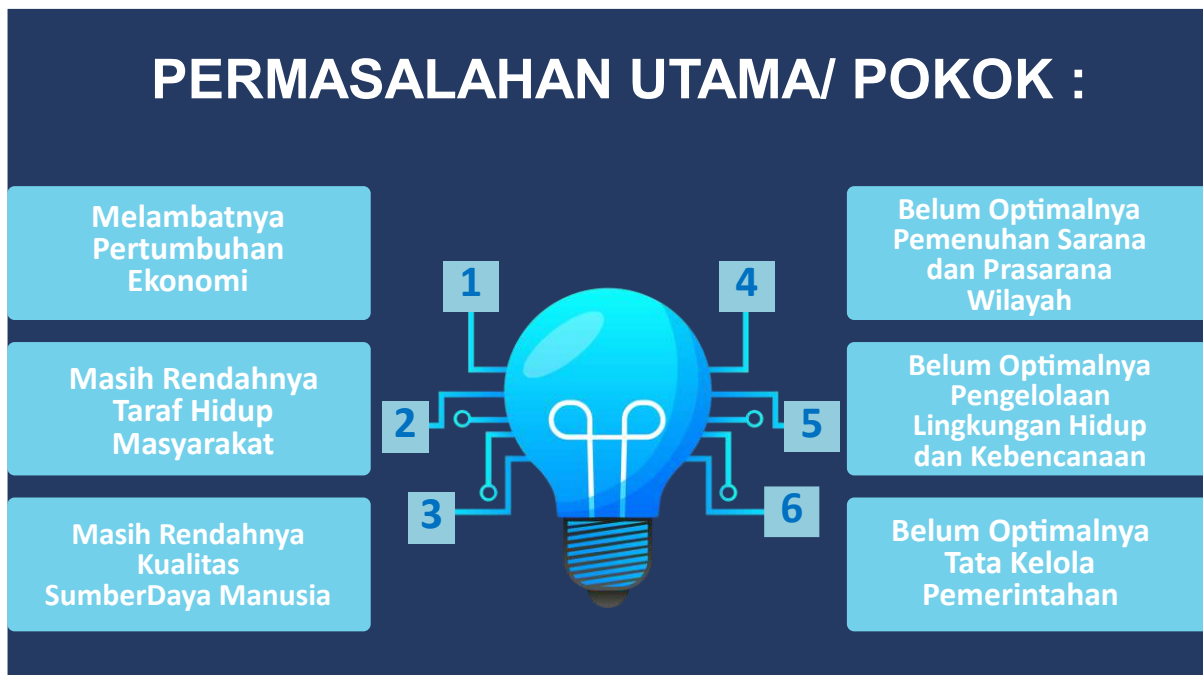 PERMASALAHAN UTAMA/ POKOK :
Melambatnya
Pertumbuhan
Ekonomi
Masih Rendahnya
Taraf Hidup
Masyarakat
Masih Rendahnya
Kualitas
SumberDaya Manusia
1
2
3
4
5
6
Belum Optimalnya
Pemenuhan Sarana
dan Prasarana
Wilayah
Belum Optimalnya
Pengelolaan
Lingkungan Hidup
dan Kebencanaan
Belum Optimalnya
Tata Kelola
Pemerintahan